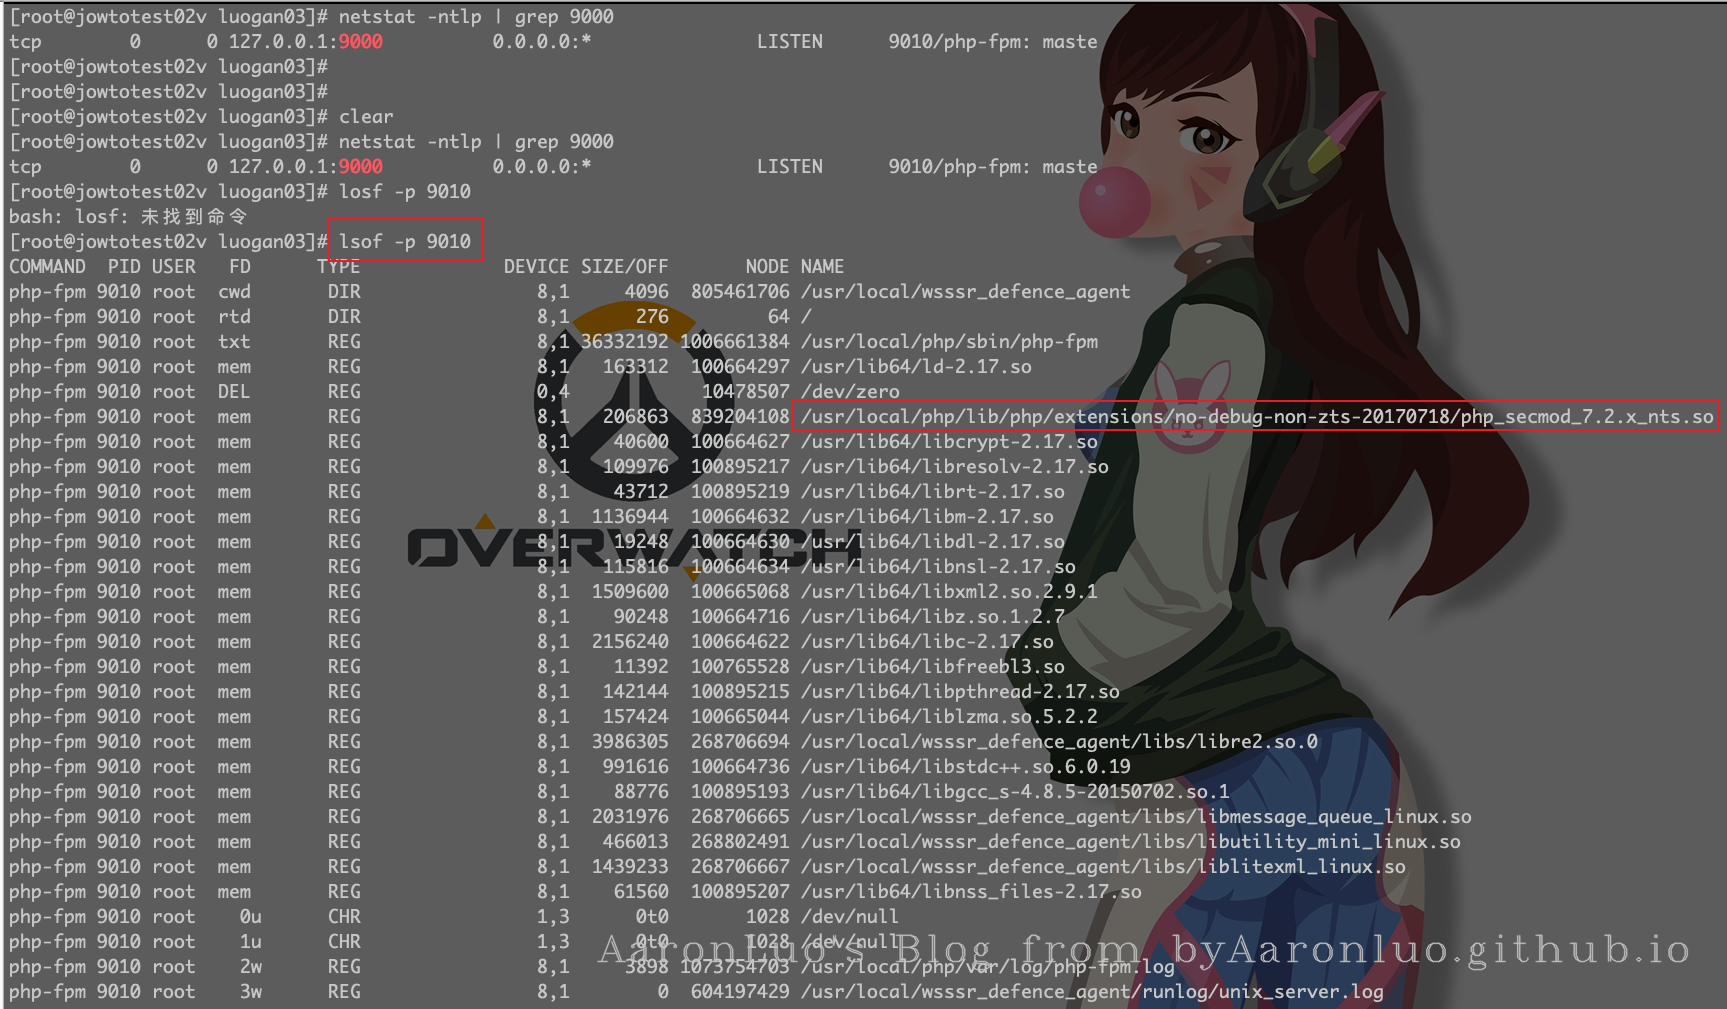 [root@jowtotest02v luogan03]# netstat -ntlp | grep 9000
tcp        0      0 127.0.0.1:9000          0.0.0.0:*               LISTEN      9010/php-fpm: maste
[root@jowtotest02v luogan03]#
[root@jowtotest02v luogan03]#
[root@jowtotest02v luogan03]# clear
[root@jowtotest02v luogan03]# netstat -ntlp | grep 9000
tcp        0      0 127.0.0.1:9000          0.0.0.0:*               LISTEN      9010/php-fpm: maste
[root@jowtotest02v luogan03]# losf -p 9010
bash: losf: 未找到命令
[root@jowtotest02v luogan03]# lsof -p 9010
COMMAND  PID USER   FD      TYPE             DEVICE SIZE/OFF       NODE NAME
php-fpm 9010 root  cwd       DIR                8,1     4096  805461706 /usr/local/wsssr_defence_agent
php-fpm 9010 root  rtd       DIR                8,1      276         64 /
php-fpm 9010 root  txt       REG                8,1 36332192 1006661384 /usr/local/php/sbin/php-fpm
php-fpm 9010 root  mem       REG                8,1   163312  100664297 /usr/lib64/ld-2.17.so
php-fpm 9010 root  DEL       REG                0,4            10478507 /dev/zero
php-fpm 9010 root  mem       REG                8,1   206863  839204108 /usr/local/php/lib/php/extensions/no-debug-non-zts-20170718/php_secmod_7.2.x_nts.so
php-fpm 9010 root  mem       REG                8,1    40600  100664627 /usr/lib64/libcrypt-2.17.so
php-fpm 9010 root  mem       REG                8,1   109976  100895217 /usr/lib64/libresolv-2.17.so
php-fpm 9010 root  mem       REG                8,1    43712  100895219 /usr/lib64/librt-2.17.so
php-fpm 9010 root  mem       REG                8,1  1136944  100664632 /usr/lib64/libm-2.17.so
php-fpm 9010 root  mem       REG                8,1    19248  100664630 /usr/lib64/libdl-2.17.so
OVERWATCH
php-fpm 9010 root  mem       REG                8,1   115816  100664634 /usr/lib64/libnsl-2.17.so
php-fpm 9010 root  mem       REG                8,1  1509600  100665068 /usr/lib64/libxml2.so.2.9.1
php-fpm 9010 root  mem       REG                8,1    90248  100664716 /usr/lib64/libz.so.1.2.7
php-fpm 9010 root  mem       REG                8,1  2156240  100664622 /usr/lib64/libc-2.17.so
php-fpm 9010 root  mem       REG                8,1    11392  100765528 /usr/lib64/libfreebl3.so
php-fpm 9010 root  mem       REG                8,1   142144  100895215 /usr/lib64/libpthread-2.17.so
php-fpm 9010 root  mem       REG                8,1   157424  100665044 /usr/lib64/liblzma.so.5.2.2
php-fpm 9010 root  mem       REG                8,1  3986305  268706694 /usr/local/wsssr_defence_agent/libs/libre2.so.0
php-fpm 9010 root  mem       REG                8,1   991616  100664736 /usr/lib64/libstdc++.so.6.0.19
php-fpm 9010 root  mem       REG                8,1    88776  100895193 /usr/lib64/libgcc_s-4.8.5-20150702.so.1
php-fpm 9010 root  mem       REG                8,1  2031976  268706665 /usr/local/wsssr_defence_agent/libs/libmessage_queue_linux.so
php-fpm 9010 root  mem       REG                8,1   466013  268802491 /usr/local/wsssr_defence_agent/libs/libutility_mini_linux.so
php-fpm 9010 root  mem       REG                8,1  1439233  268706667 /usr/local/wsssr_defence_agent/libs/liblitexml_linux.so
php-fpm 9010 root  mem       REG                8,1    61560  100895207 /usr/lib64/libnss_files-2.17.so
php-fpm 9010 root    0u      CHR                1,3      0t0       1028 /dev/null
php-fpm 9010 root    1u      CHR                1,3      0t0       1028 /dev/null
AaronLuo's Blog from byAaronluo.github.io
php-fpm 9010 root    2w      REG                8,1     3898 1073754703 /usr/local/php/var/log/php-fpm.log
php-fpm 9010 root    3w      REG                8,1        0  604197429 /usr/local/wsssr_defence_agent/runlog/unix_server.log